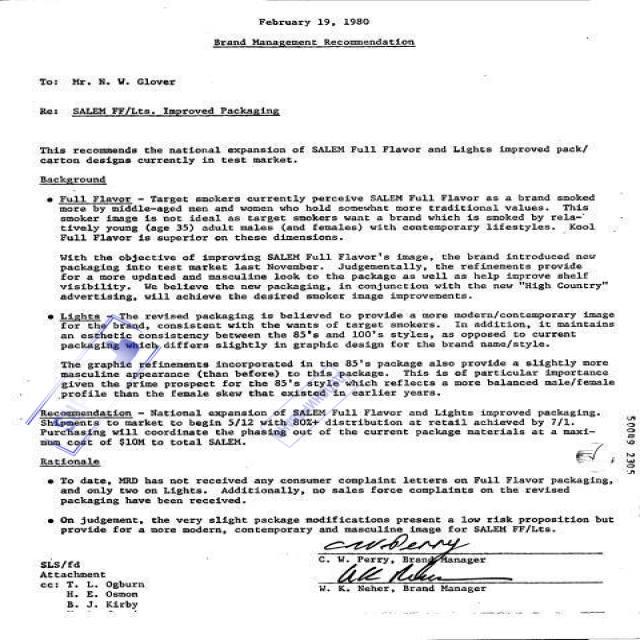 February 19, 1980
Brand Management Recommendation
To: Mr. N. W. Glover
Re: SALEM FF/Lts. Improved Packaging
This recommends the national expansion of SALEM Full Flavor and Lights improved pack/
carton designs currently in test market.
Background
• Full Flavor - Target smokers currently perceive SALEM Full Flavor as a brand smoked
more by middle-aged men and women who hold somewhat more traditional values. This
smoker image is not ideal as target smokers want a brand which is smoked by rela-
tively young (age 35) adult males (and females) with contemporary lifestyles. Kool
Full Flavor is superior on these dimensions.
With the objective of improving SALEM Full Flavor's image, the brand introduced new
packaging into test market last November. Judgementally, the refinements provide
for a more updated and masculine look to the package as well as help improve shelf
visibility. We believe the new packaging, in conjunction with the new "High Country"
advertising, will achieve the desired smoker image improvements.
• Lights - The revised packaging is believed to provide a more modern/contemporary image
for the brand, consistent with the wants of target smokers. In addition, it maintains
an esthetic consistency between the 85's and 100's styles, as opposed to current
packaging which differs slightly in graphic design for the brand name/style.
The graphic refinements incorporated in the 85's package also provide a slightly more
masculine appearance (than before) to this package. This is of particular importance
given the prime prospect for the 85's style which reflects a more balanced male/female
profile than the female skew that existed in earlier years.
Recommendation - National expansion of SALEM Full Flavor and Lights improved packaging.
Shipments to market to begin 5/12 with 80%+ distribution at retail achieved by 7/1.
Purchasing will coordinate the phasing out of the current package materials at a maxi-
mum cost of $10M to total SALEM.
Rationale
• To date, MRD has not received any consumer complaint letters on Full Flavor packaging,
and only two on Lights. Additionally, no sales force complaints on the revised
packaging have been received.
• On judgement, the very slight package modifications present a low risk proposition but
provide for a more modern, contemporary and masculine image for SALEM FF/Lts.
C. W. Perry
C. W. Perry, Brand Manager
W. K. Neher, Brand Manager
SLS/fd
Attachment
cc: T. L. Ogburn
H. E. Osmon
B. J. Kirby
50049 2305